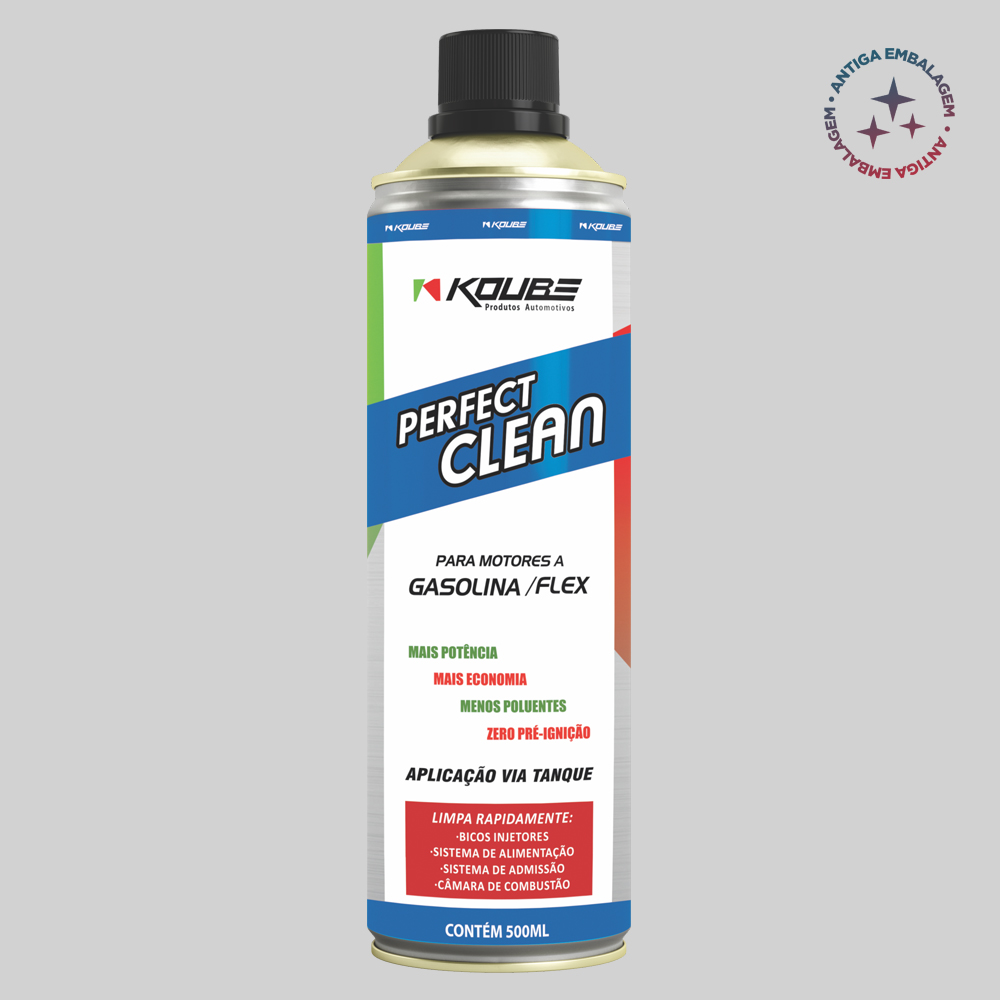 ANTIGA EMBALAGEM • ANTIGA EMBALAGEM •
KOUBE KOUBE KOUBE
KOUBE
Produtos Automotivos
PERFECT
CLEAN
PARA MOTORES A
GASOLINA /FLEX
MAIS POTÊNCIA
MAIS ECONOMIA
MENOS POLUENTES
ZERO PRÉ-IGNIÇÃO
APLICAÇÃO VIA TANQUE
LIMPA RAPIDAMENTE:
·BICOS INJETORES
·SISTEMA DE ALIMENTAÇÃO
·SISTEMA DE ADMISSÃO
·CÂMARA DE COMBUSTÃO
CONTÉM 500ML